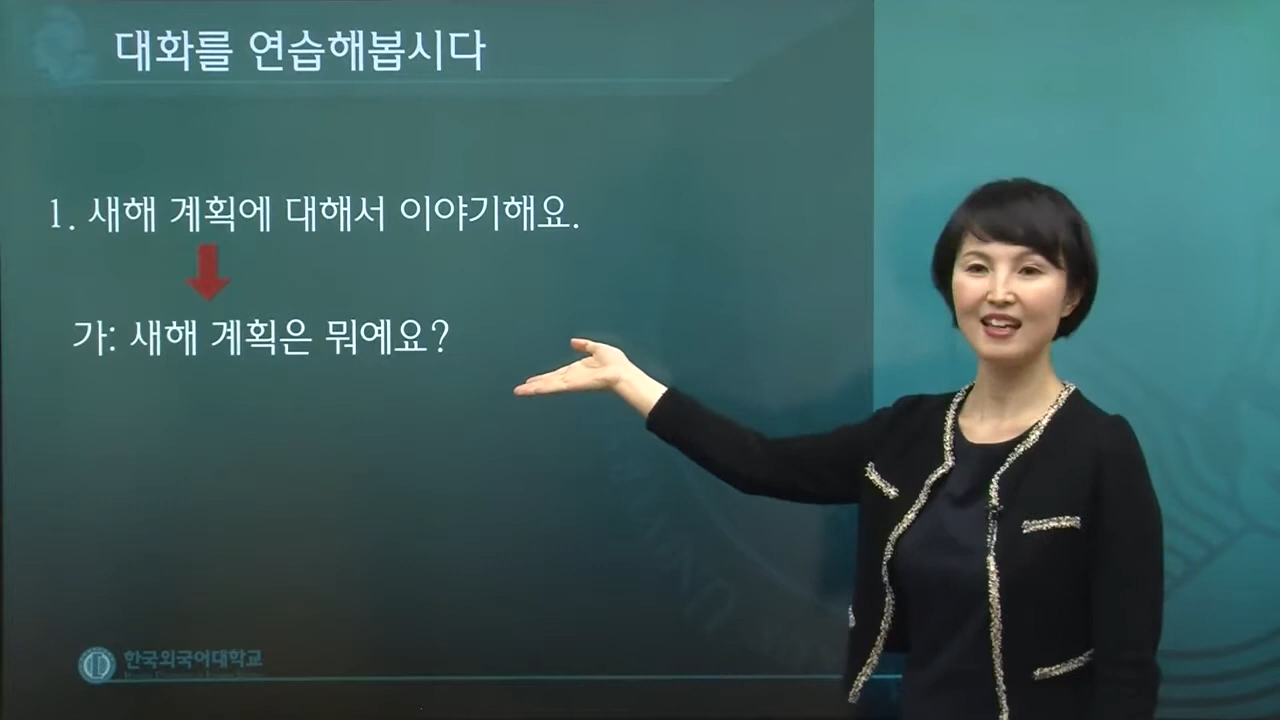 대화를 연습해봅시다
1. 새해 계획에 대해서 이야기해요.
가: 새해 계획은 뭐예요?
한국외국어대학교